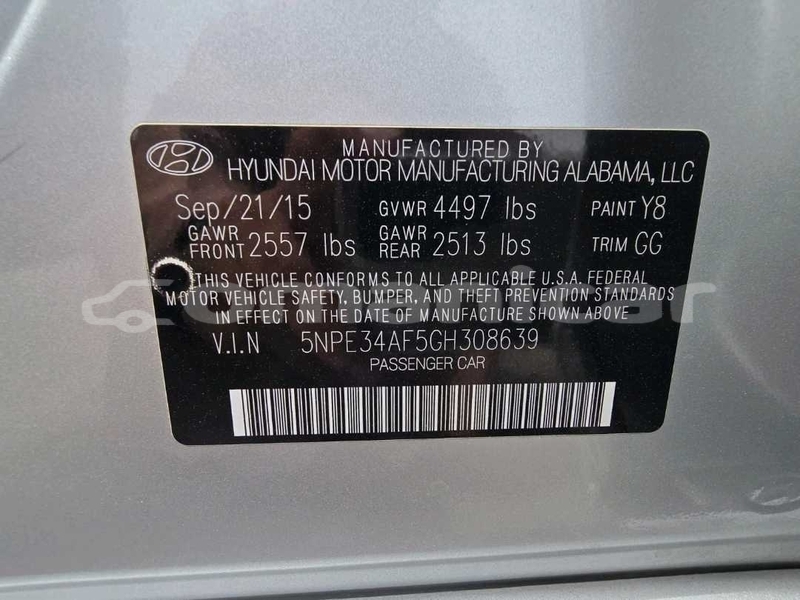 MANUFACTURED BY
HYUNDAI MOTOR MANUFACTURING ALABAMA, LLC
Sep/21/15 GVWR 4497 lbs PAINT Y8
GAWR FRONT 2557 lbs GAWR REAR 2513 lbs TRIM GG
THIS VEHICLE CONFORMS TO ALL APPLICABLE U.S.A. FEDERAL
MOTOR VEHICLE SAFETY, BUMPER, AND THEFT PREVENTION STANDARDS
IN EFFECT ON THE DATE OF MANUFACTURE SHOWN ABOVE
V.I.N 5NPE34AF5GH308639
PASSENGER CAR